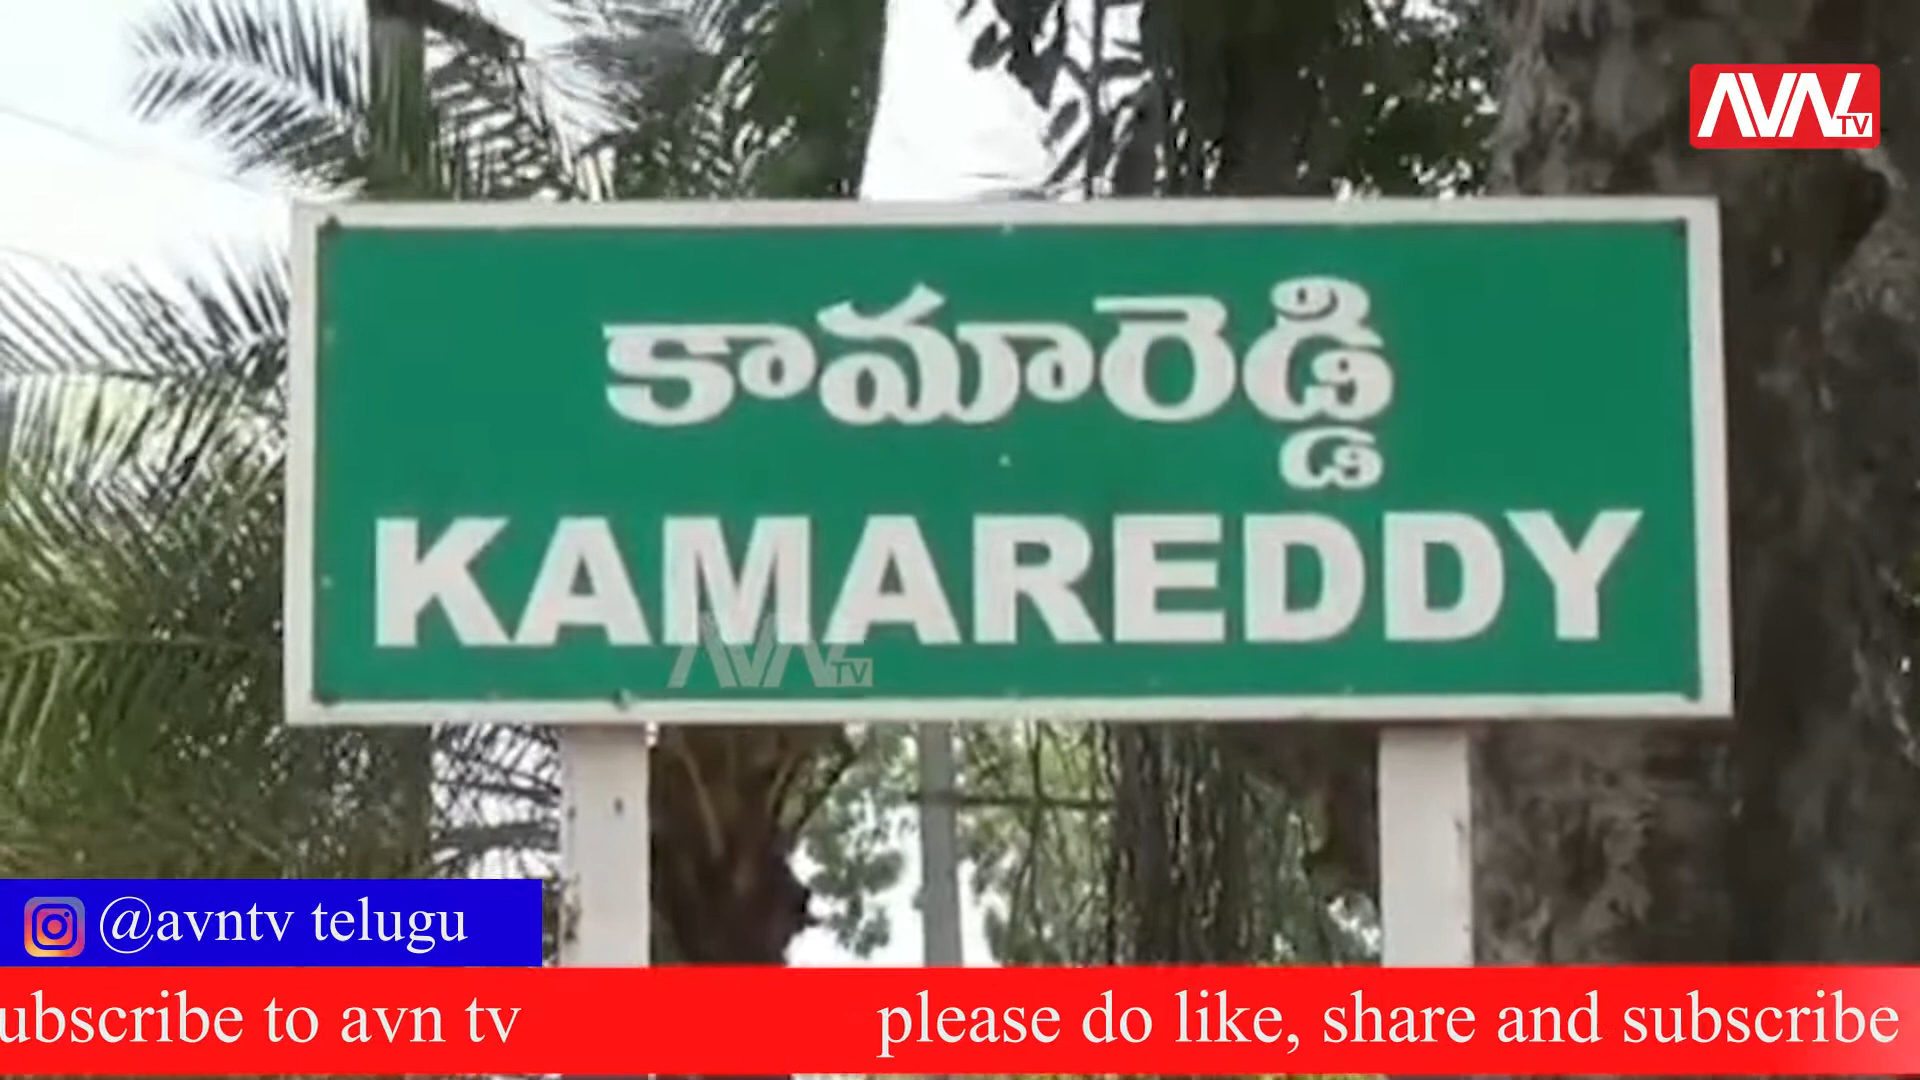 AVN TV
కామారెడ్డి
KAMAREDDY
AVN TV
@avntv telugu
ubscribe to avn tv please do like, share and subscribe